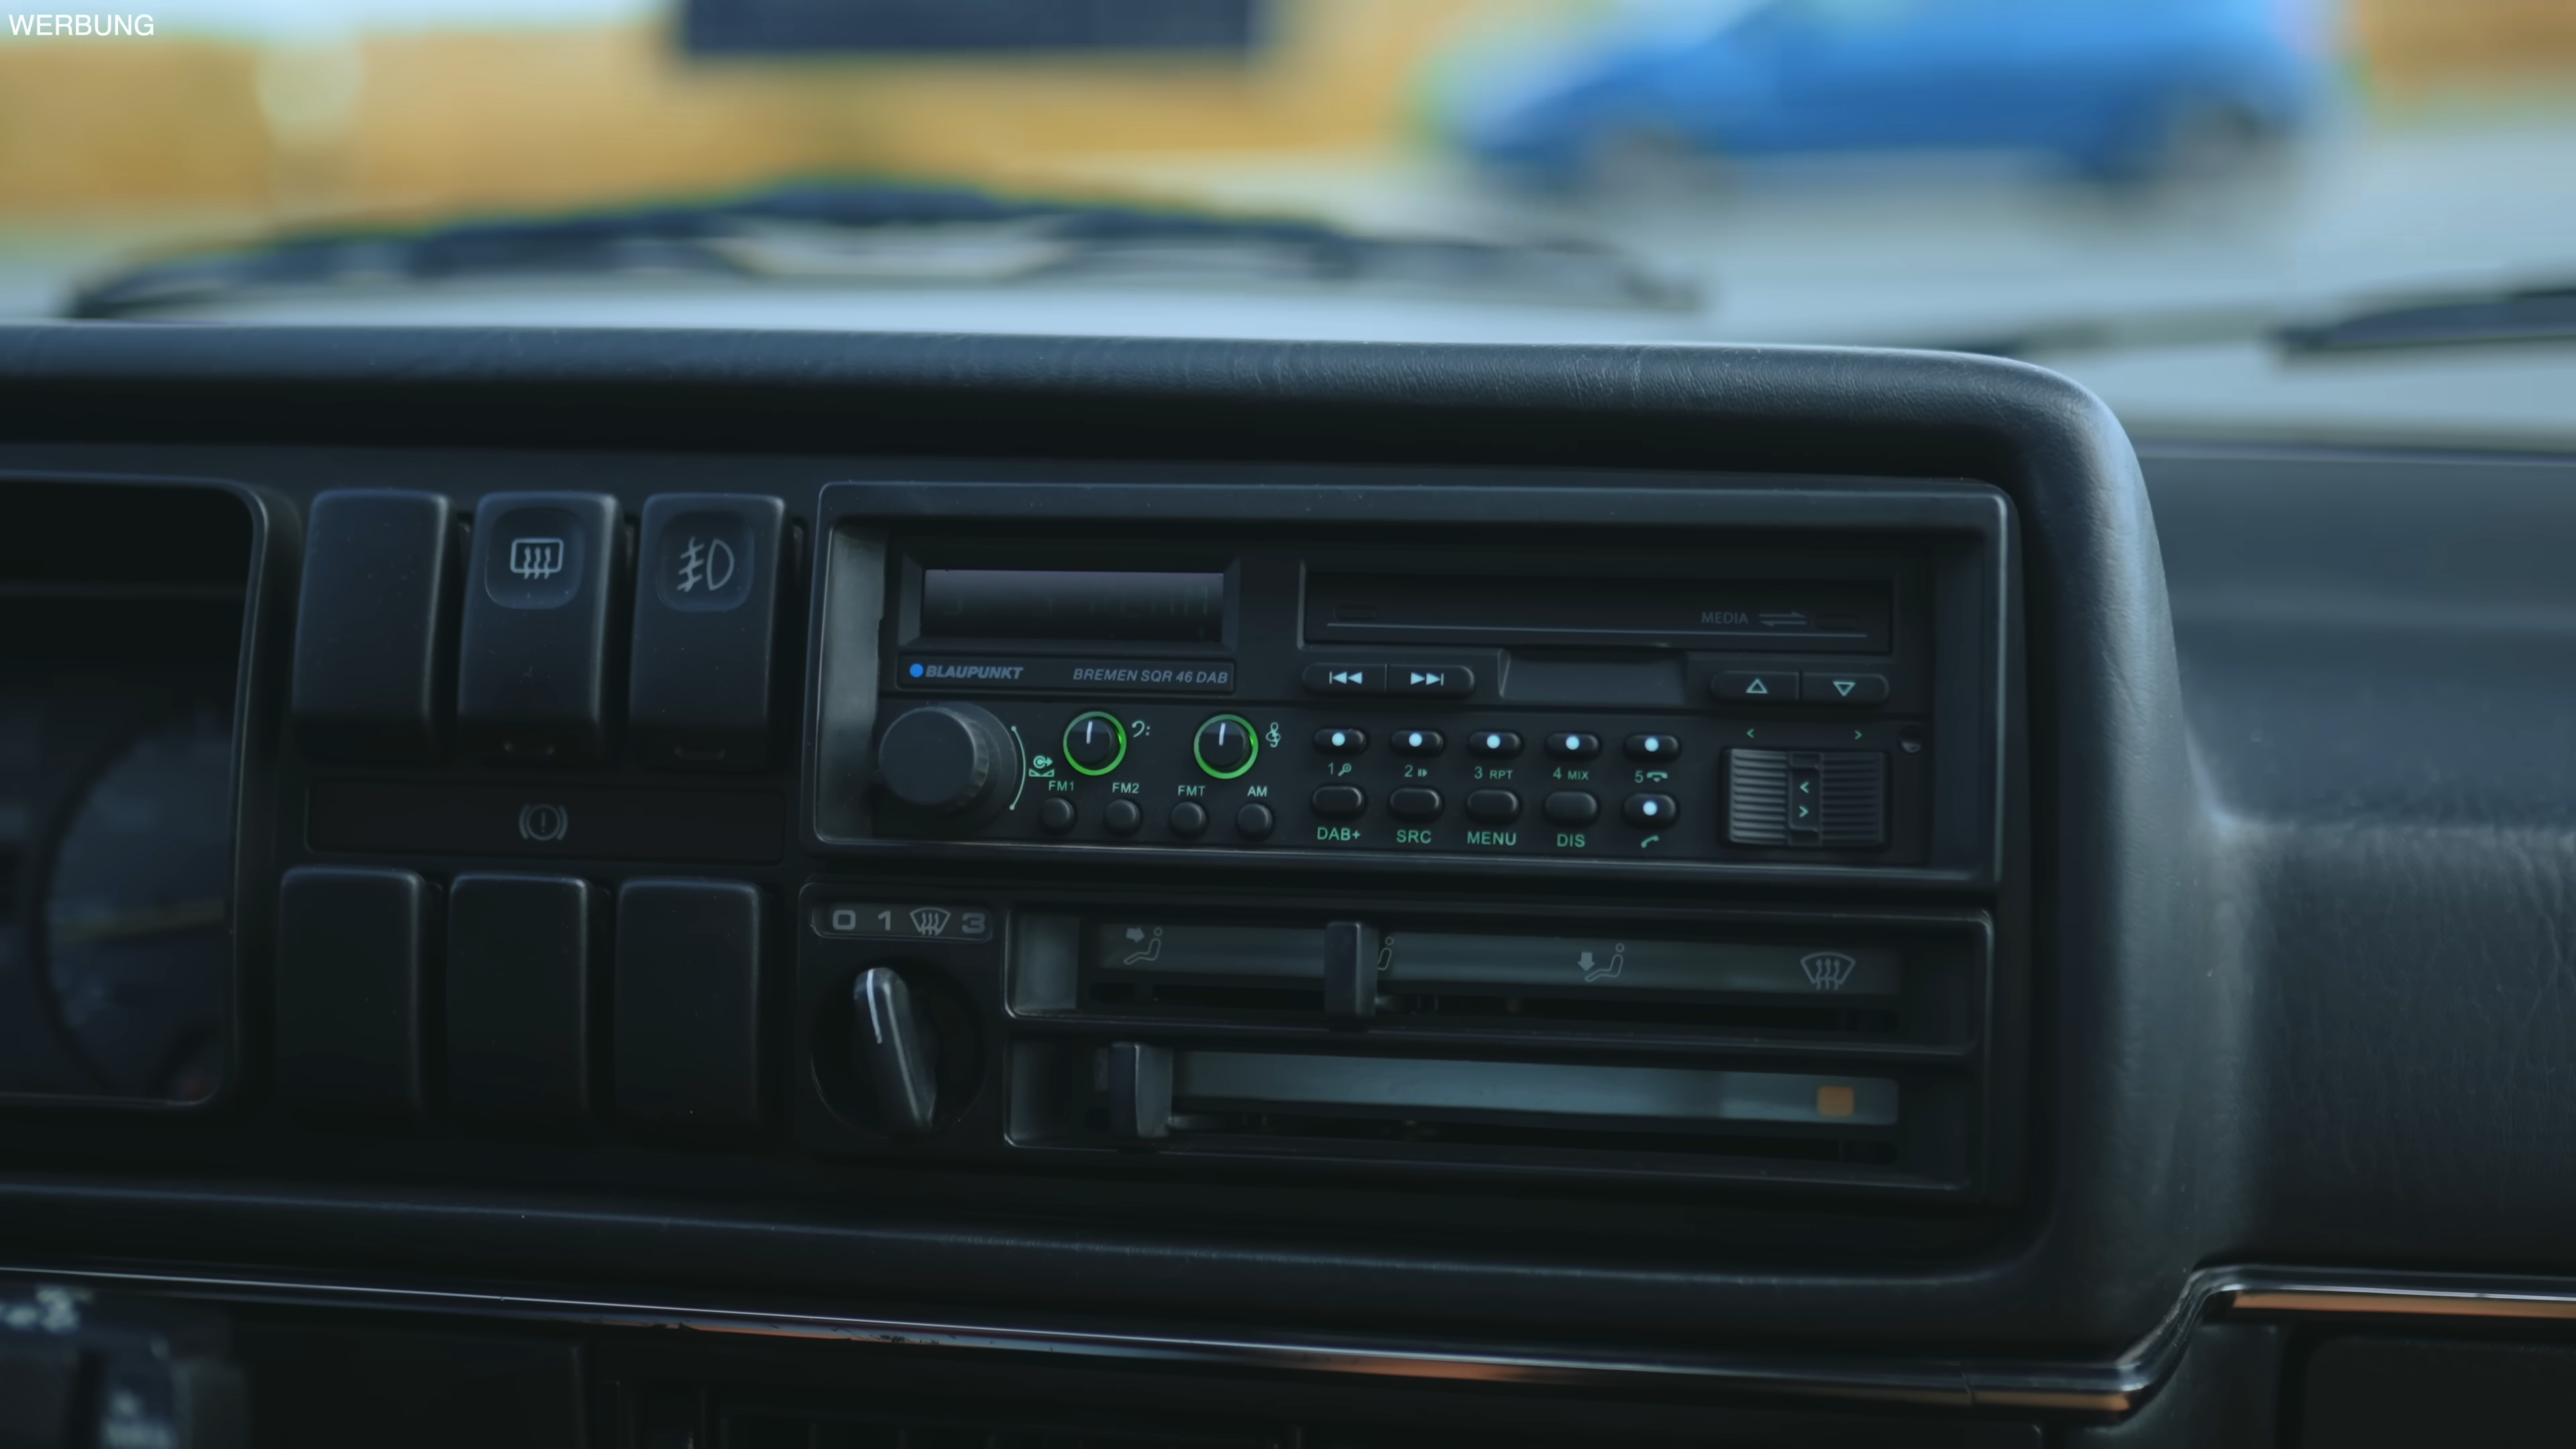 WERBUNG
MEDIA
BLAUPUNKT BREMEN SQR 46 DAB
FM1 FM2 FMT AM
1 2 3 RPT 4 MIX 5
DAB+ SRC MENU DIS
< >
<
>
0 1 3